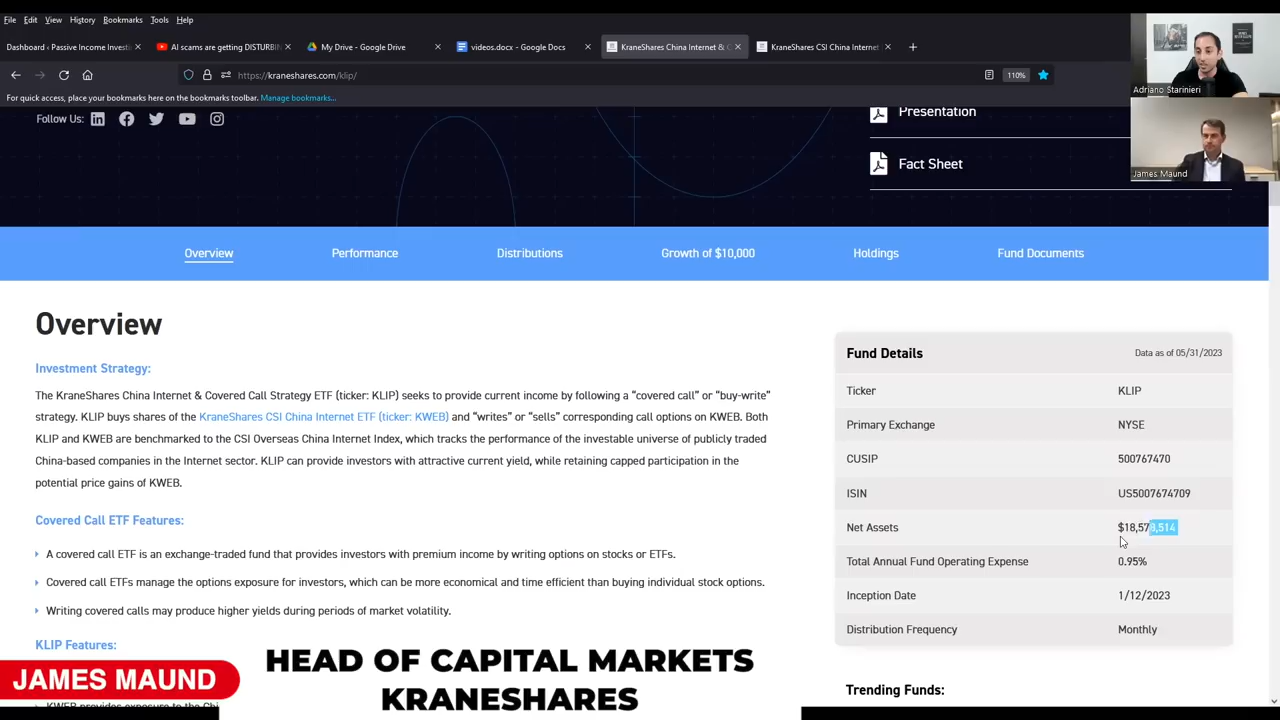 File Edit View History Bookmarks Tools Help
Dashboard ‹ Passive Income Investi
AI scams are getting DISTURBIN
My Drive - Google Drive
videos.docx - Google Docs
KraneShares China Internet & C
KraneShares CSI China Internet
https://kraneshares.com/klip/
110%
For quick access, place your bookmarks here on the bookmarks toolbar. Manage bookmarks...
Adriano Starinieri
James Maund
Follow Us:
Presentation
Fact Sheet
Overview Performance Distributions Growth of $10,000 Holdings Fund Documents
Overview
Investment Strategy:
The KraneShares China Internet & Covered Call Strategy ETF (ticker: KLIP) seeks to provide current income by following a “covered call” or “buy-write”
strategy. KLIP buys shares of the KraneShares CSI China Internet ETF (ticker: KWEB) and “writes” or “sells” corresponding call options on KWEB. Both
KLIP and KWEB are benchmarked to the CSI Overseas China Internet Index, which tracks the performance of the investable universe of publicly traded
China-based companies in the Internet sector. KLIP can provide investors with attractive current yield, while retaining capped participation in the
potential price gains of KWEB.
Covered Call ETF Features:
A covered call ETF is an exchange-traded fund that provides investors with premium income by writing options on stocks or ETFs.
Covered call ETFs manage the options exposure for investors, which can be more economical and time efficient than buying individual stock options.
Writing covered calls may produce higher yields during periods of market volatility.
KLIP Features:
KWEB provides exposure to the Chi
Fund Details Data as of 05/31/2023
Ticker KLIP
Primary Exchange NYSE
CUSIP 500767470
ISIN US5007674709
Net Assets
Total Annual Fund Operating Expense 0.95%
Inception Date 1/12/2023
Distribution Frequency Monthly
Trending Funds:
JAMES MAUND
HEAD OF CAPITAL MARKETS
KRANESHARES